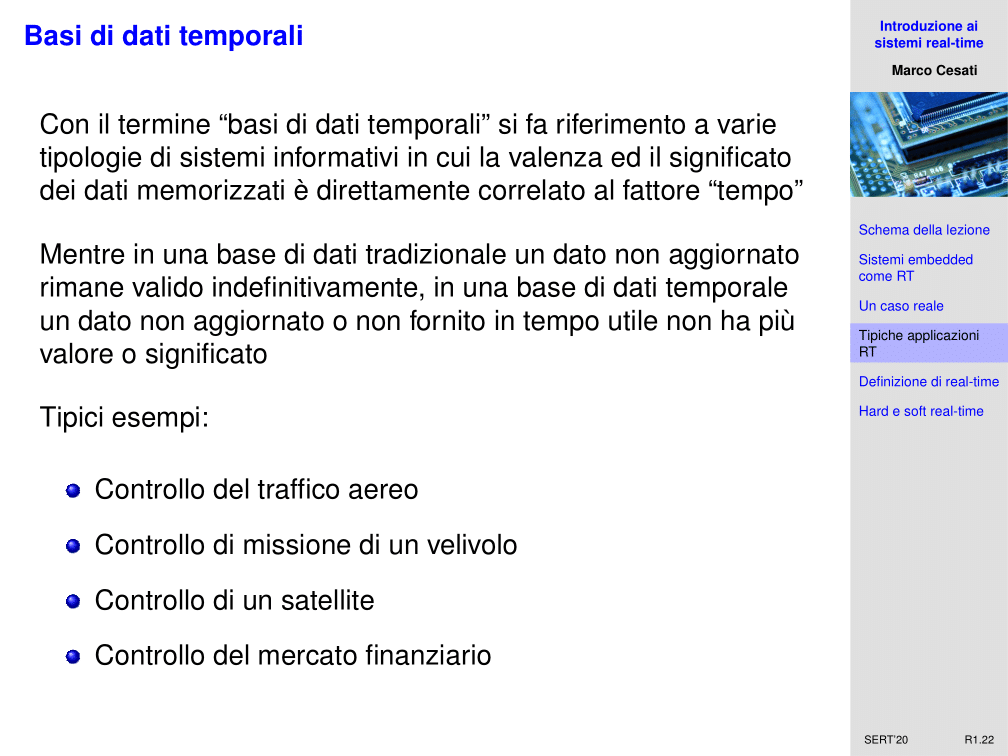 Basi di dati temporali
Con il termine “basi di dati temporali” si fa riferimento a varie
tipologie di sistemi informativi in cui la valenza ed il significato
dei dati memorizzati è direttamente correlato al fattore “tempo”
Mentre in una base di dati tradizionale un dato non aggiornato
rimane valido indefinitivamente, in una base di dati temporale
un dato non aggiornato o non fornito in tempo utile non ha più
valore o significato
Tipici esempi:
Controllo del traffico aereo
Controllo di missione di un velivolo
Controllo di un satellite
Controllo del mercato finanziario
Introduzione ai
sistemi real-time
Marco Cesati
R47 R46
Schema della lezione
Sistemi embedded
come RT
Un caso reale
Tipiche applicazioni
RT
Definizione di real-time
Hard e soft real-time
SERT’20 R1.22